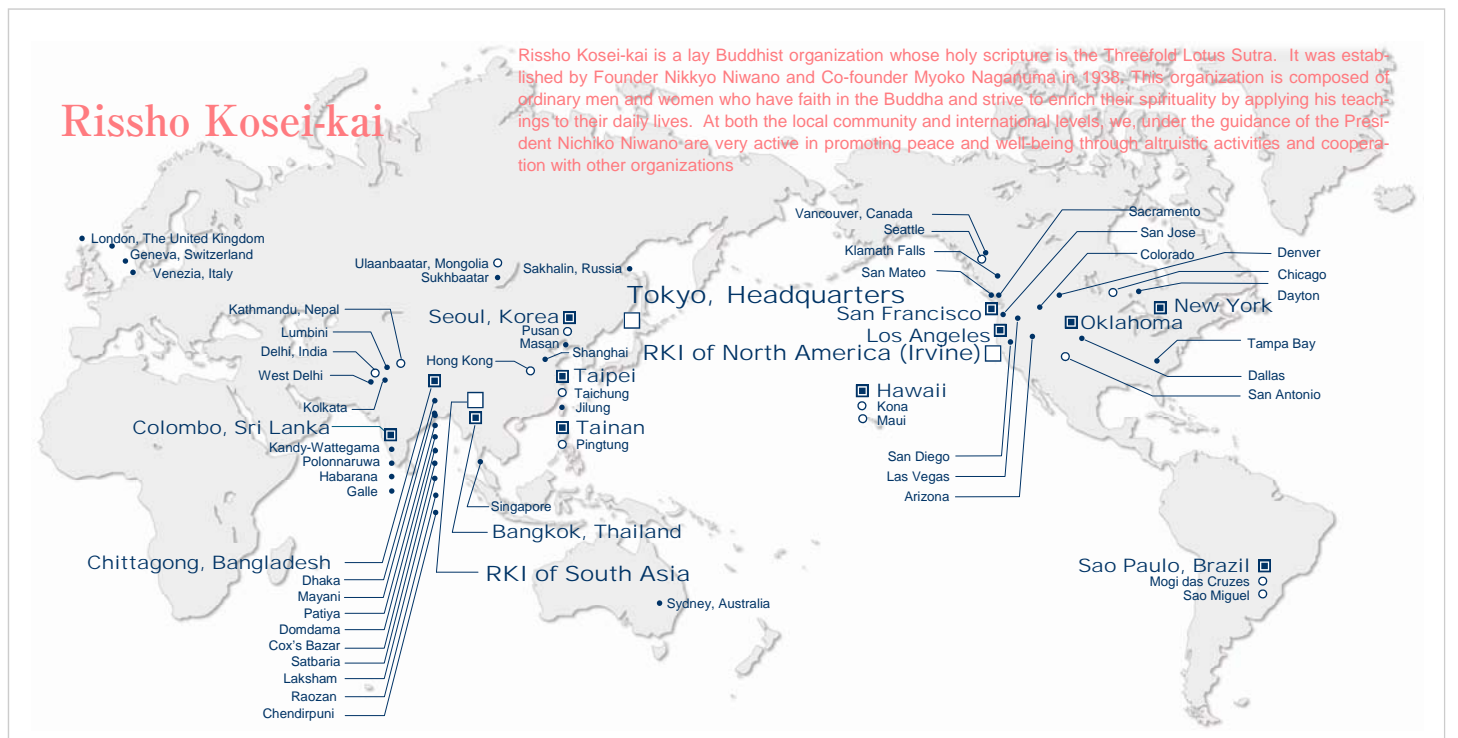 Rissho Kosei-kai is a lay Buddhist organization whose holy scripture is the Threefold Lotus Sutra. It was estab-
lished by Founder Nikkyo Niwano and Co-founder Myoko Naganuma in 1938. This organization is composed of
ordinary men and women who have faith in the Buddha and strive to enrich their spirituality by applying his teach-
ings to their daily lives. At both the local community and international levels, we, under the guidance of the Presi-
dent Nichiko Niwano are very active in promoting peace and well-being through altruistic activities and coopera-
tion with other organizations
Rissho Kosei-kai
London, The United Kingdom
Geneva, Switzerland
Venezia, Italy
Ulaanbaatar, Mongolia
Sukhbaatar
Sakhalin, Russia
Tokyo, Headquarters
Kathmandu, Nepal
Lumbini
Delhi, India
West Delhi
Kolkata
Seoul, Korea
Pusan
Masan
Hong Kong
Shanghai
Taipei
Taichung
Jilung
Tainan
Pingtung
Colombo, Sri Lanka
Kandy-Wattegama
Polonnaruwa
Habarana
Galle
Singapore
Bangkok, Thailand
RKI of South Asia
Chittagong, Bangladesh
Dhaka
Mayani
Patiya
Domdama
Cox's Bazar
Satbaria
Laksham
Raozan
Chendirpuni
Sydney, Australia
Vancouver, Canada
Seattle
Klamath Falls
San Mateo
San Francisco
Los Angeles
RKI of North America (Irvine)
Hawaii
Kona
Maui
San Diego
Las Vegas
Arizona
Sacramento
San Jose
Colorado
Denver
Chicago
Dayton
New York
Oklahoma
Tampa Bay
Dallas
San Antonio
Sao Paulo, Brazil
Mogi das Cruzes
Sao Miguel